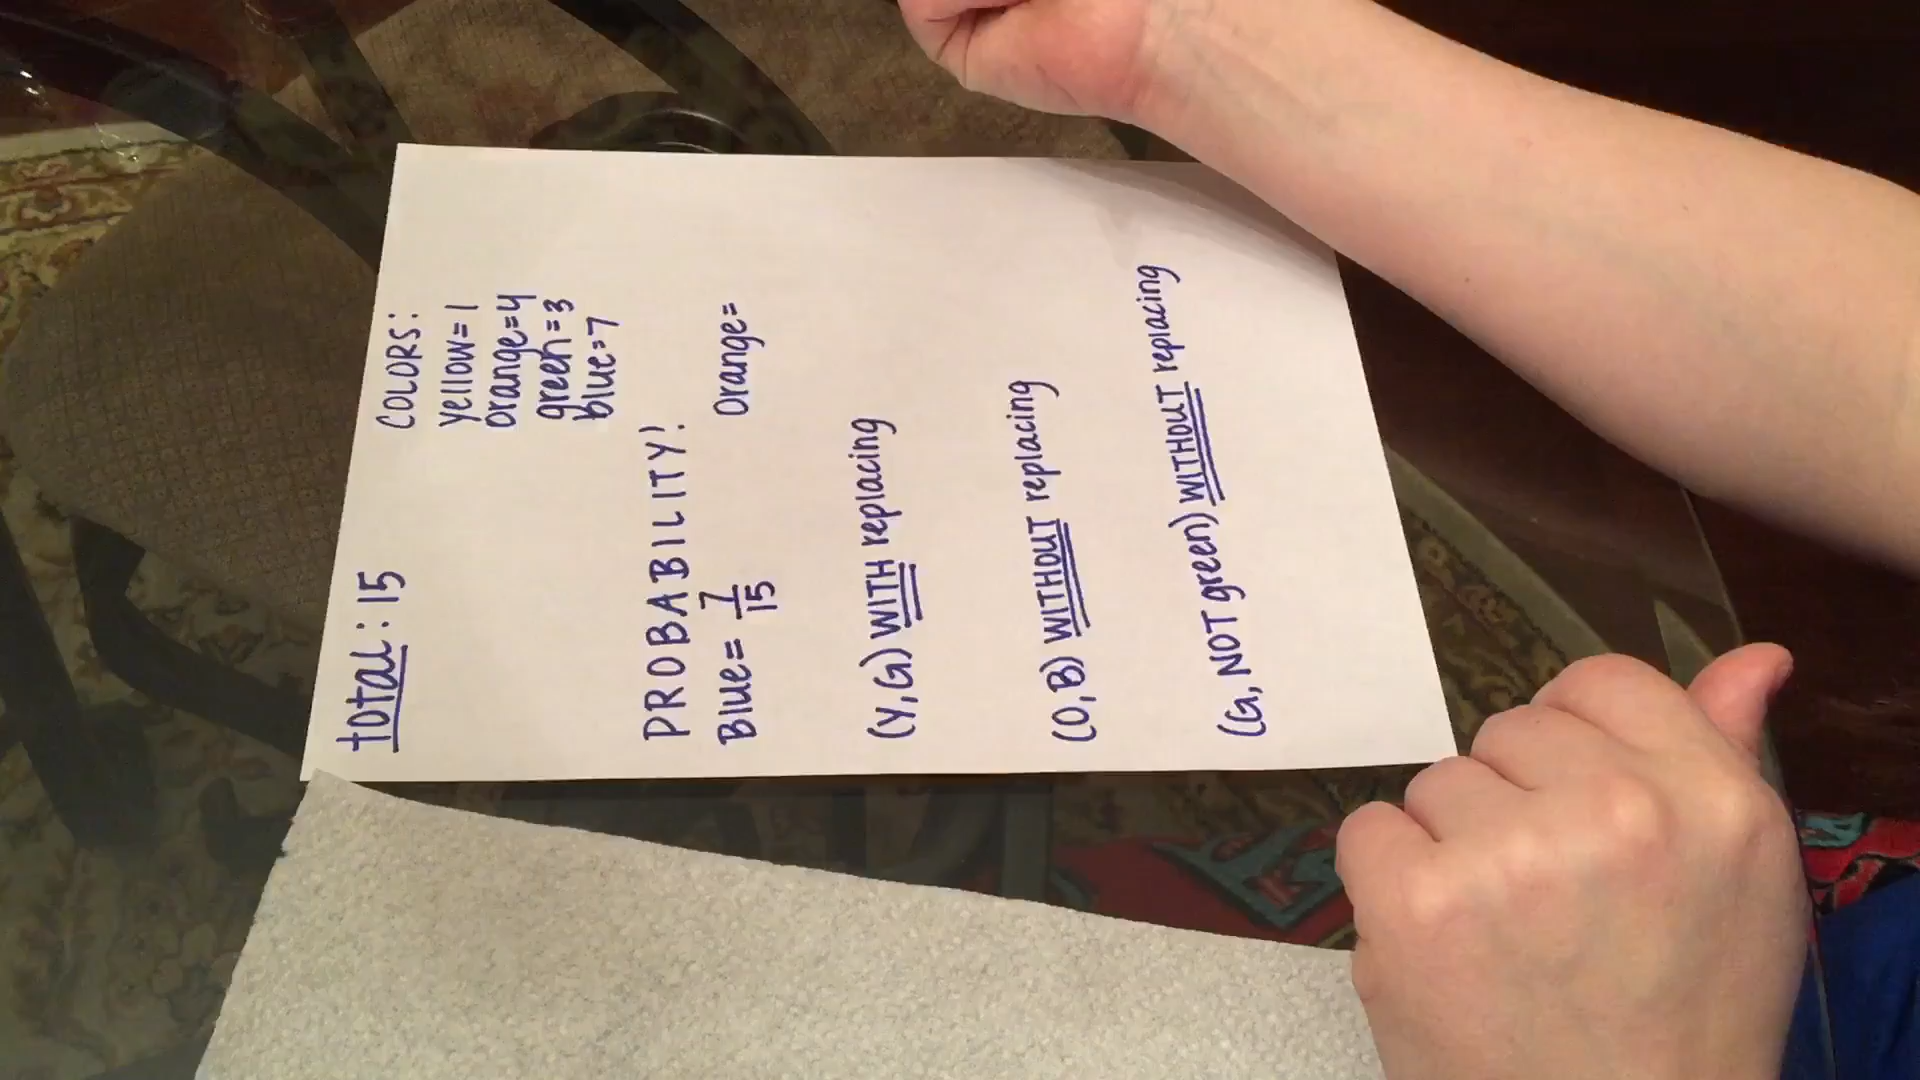 total: 15
COLORS:
yellow=1
orange=4
green=3
blue=7
PROBABILITY!
Blue= 7/15
Orange=
(Y,G) WITH replacing
(O,B) WITHOUT replacing
(G, NOT green) WITHOUT replacing